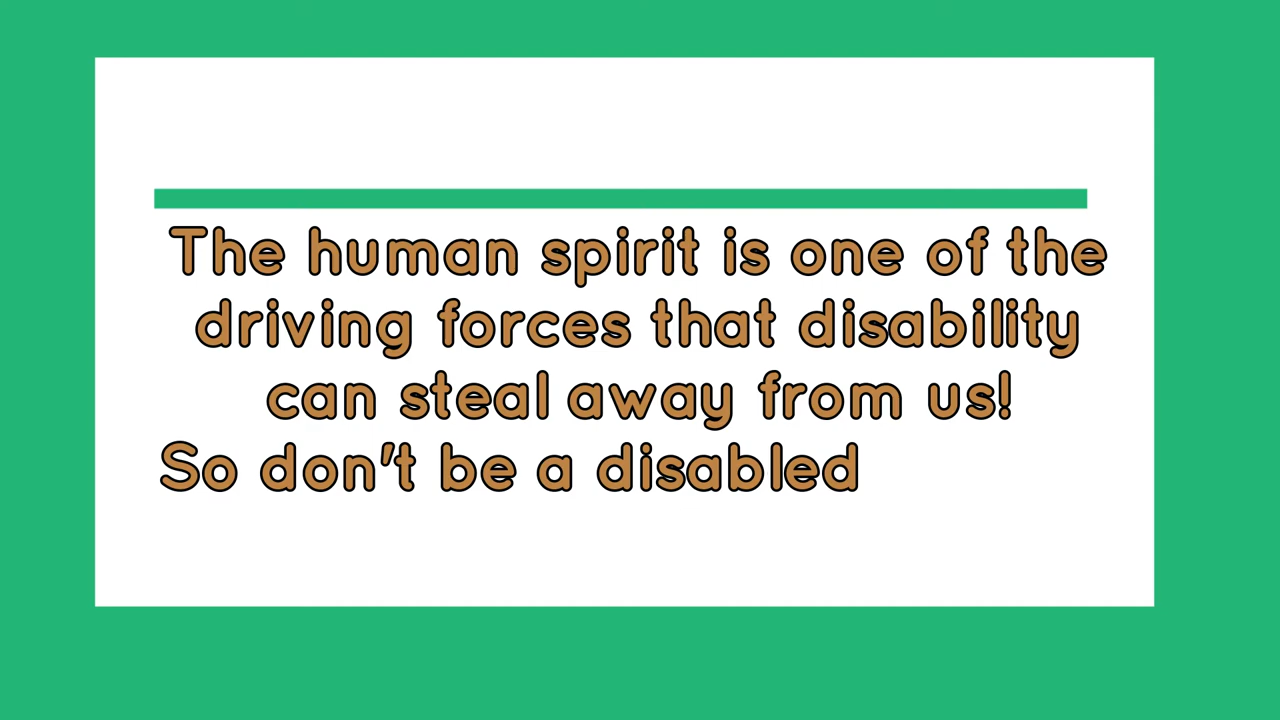 The human spirit is one of the
driving forces that disability
can steal away from us!
So don't be a disabled